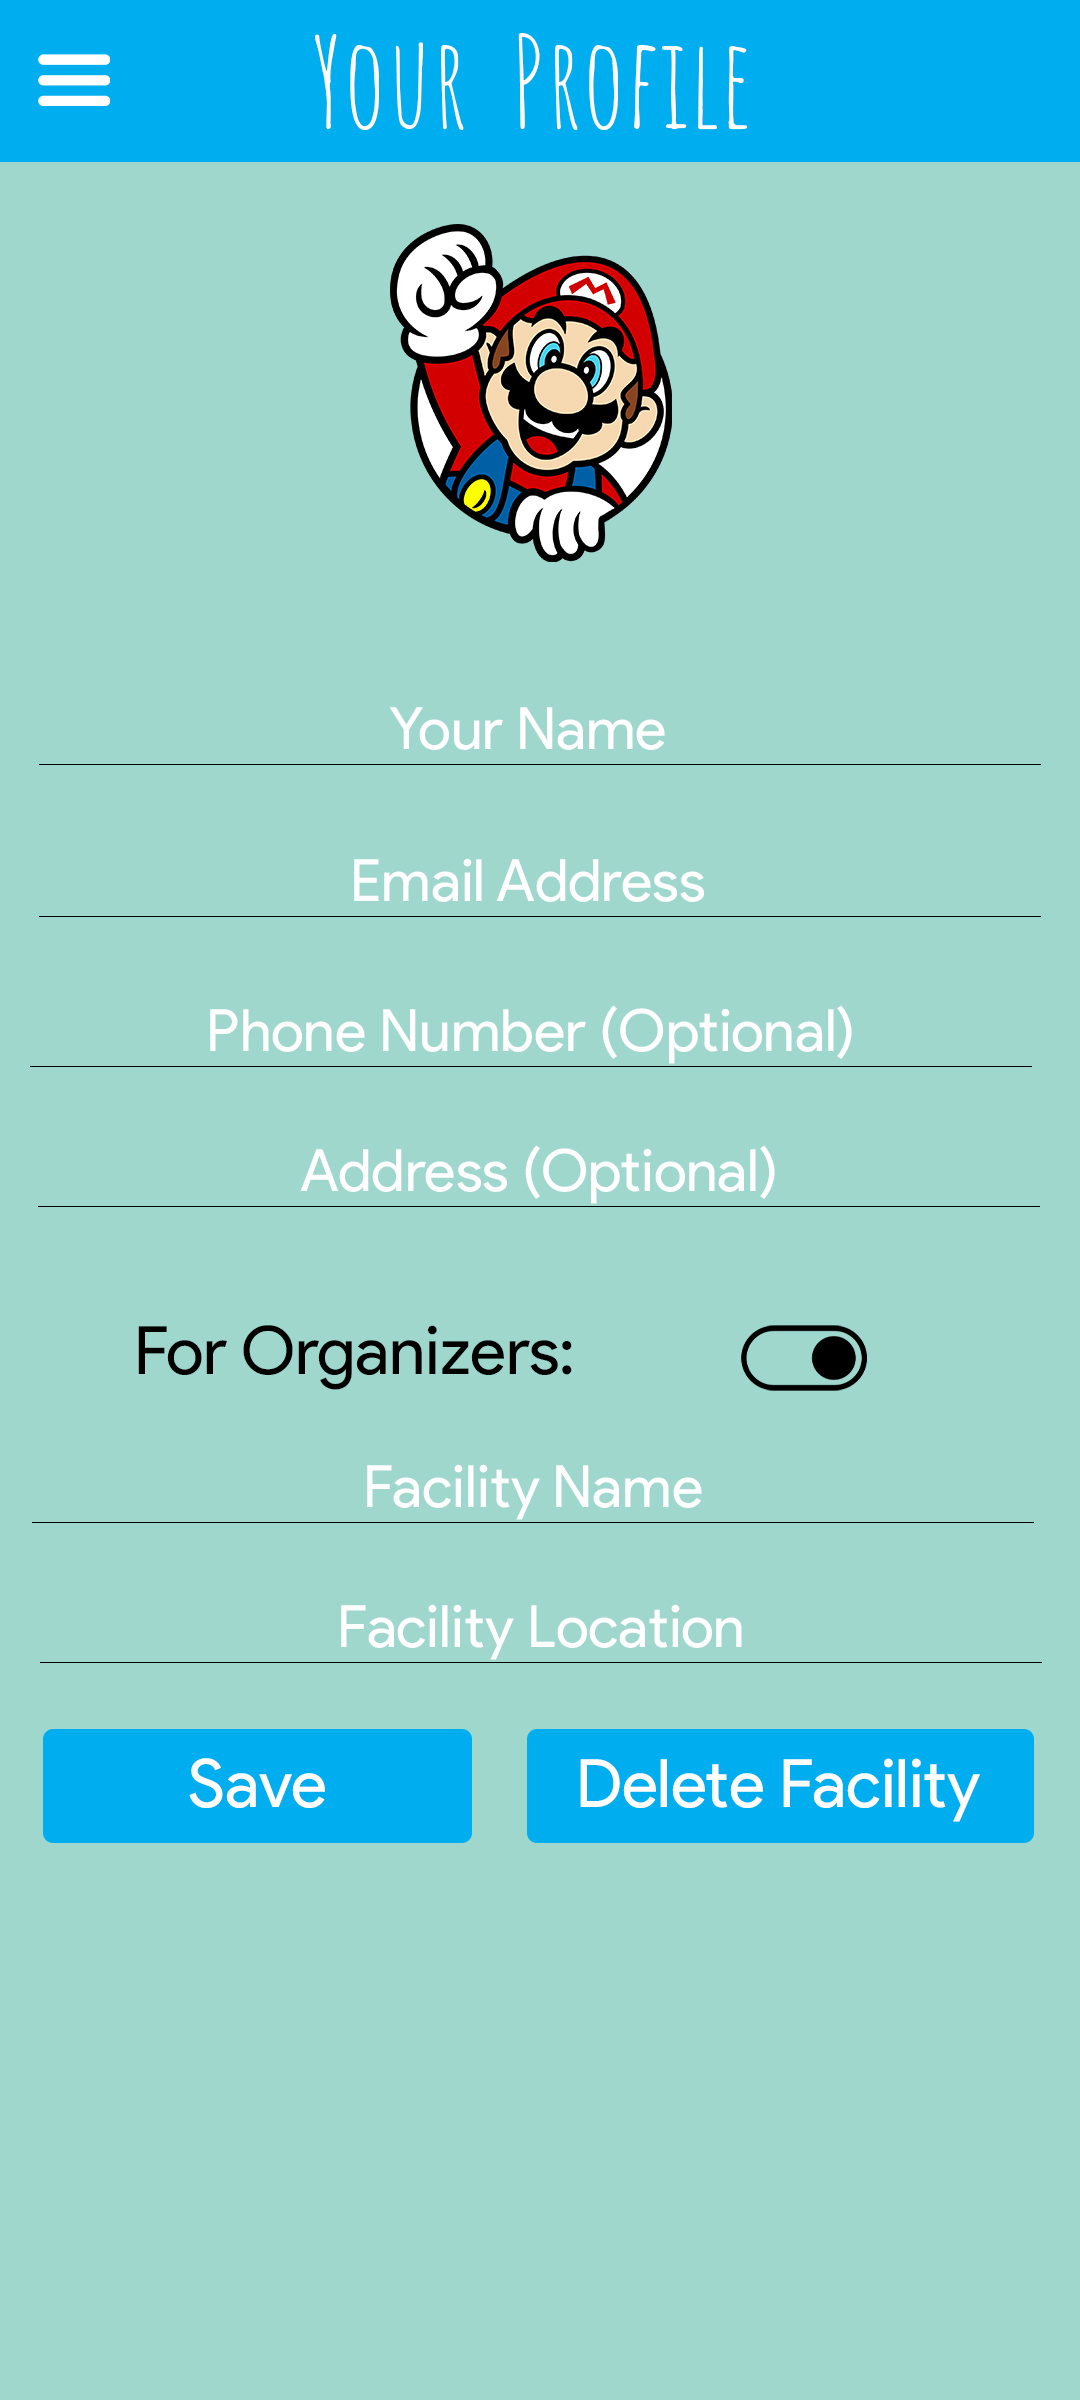 Your Profile
M
Your Name
Email Address
Phone Number (Optional)
Address (Optional)
For Organizers:
Facility Name
Facility Location
Save
Delete Facility